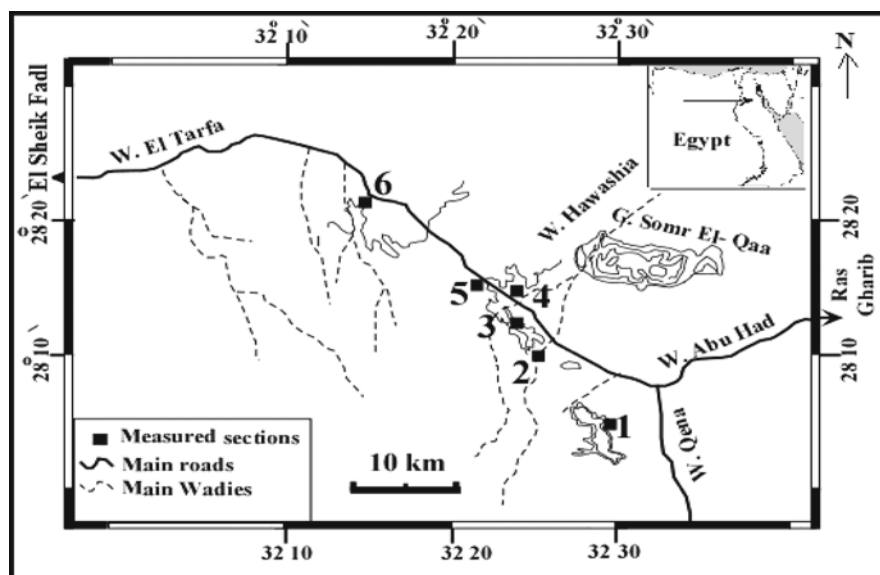 32° 10`
32° 20`
32° 30`
N
El Sheik Fadl
W. El Tarfa
Egypt
6
W. Hawashia
G. Somr El- Qaa
28° 20`
28° 20`
5
4
3
2
Ras Gharib
W. Abu Had
28° 10`
28° 10`
1
W. Qena
Measured sections
Main roads
Main Wadies
10 km
32 10
32 20
32 30